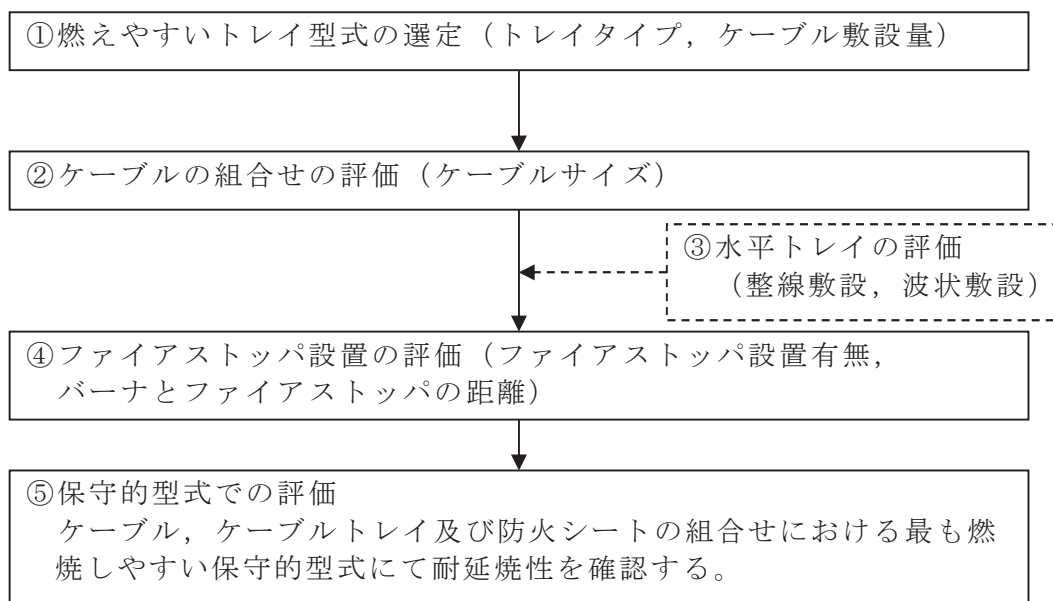 ①燃えやすいトレイ型式の選定（トレイタイプ，ケーブル敷設量）
②ケーブルの組合せの評価（ケーブルサイズ）
③水平トレイの評価
（整線敷設，波状敷設）
④ファイアストッパ設置の評価（ファイアストッパ設置有無，
バーナとファイアストッパの距離）
⑤保守的型式での評価
ケーブル，ケーブルトレイ及び防火シートの組合せにおける最も燃
焼しやすい保守的型式にて耐延焼性を確認する。